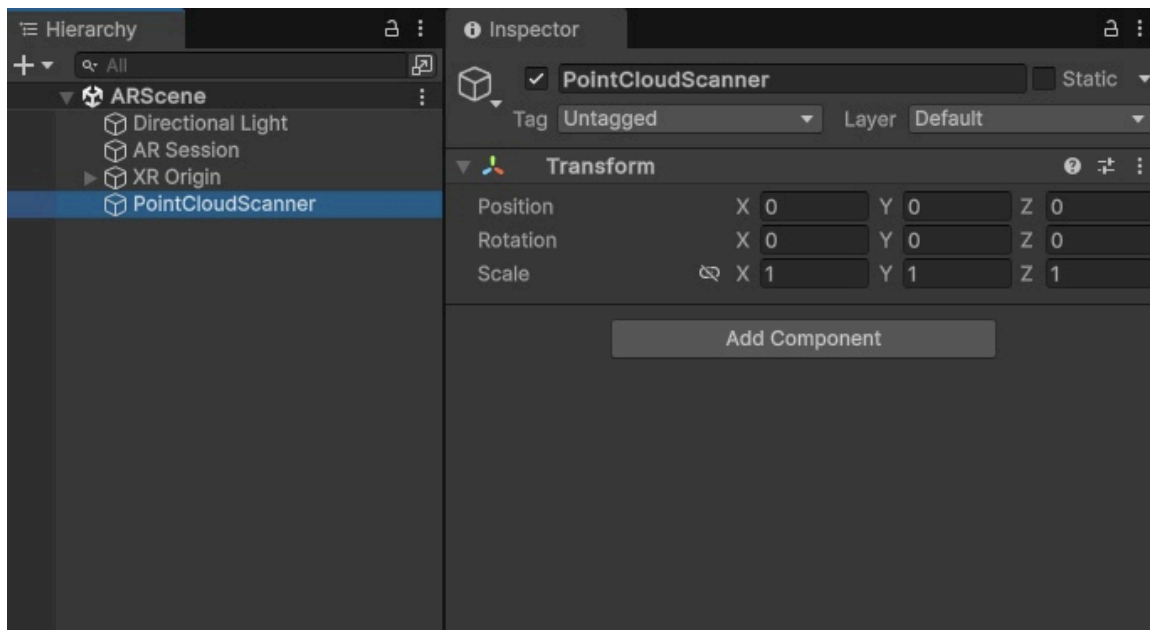 Hierarchy
All
ARScene
Directional Light
AR Session
XR Origin
PointCloudScanner
Inspector
PointCloudScanner Static
Tag Untagged Layer Default
Transform
Position X 0 Y 0 Z 0
Rotation X 0 Y 0 Z 0
Scale X 1 Y 1 Z 1
Add Component